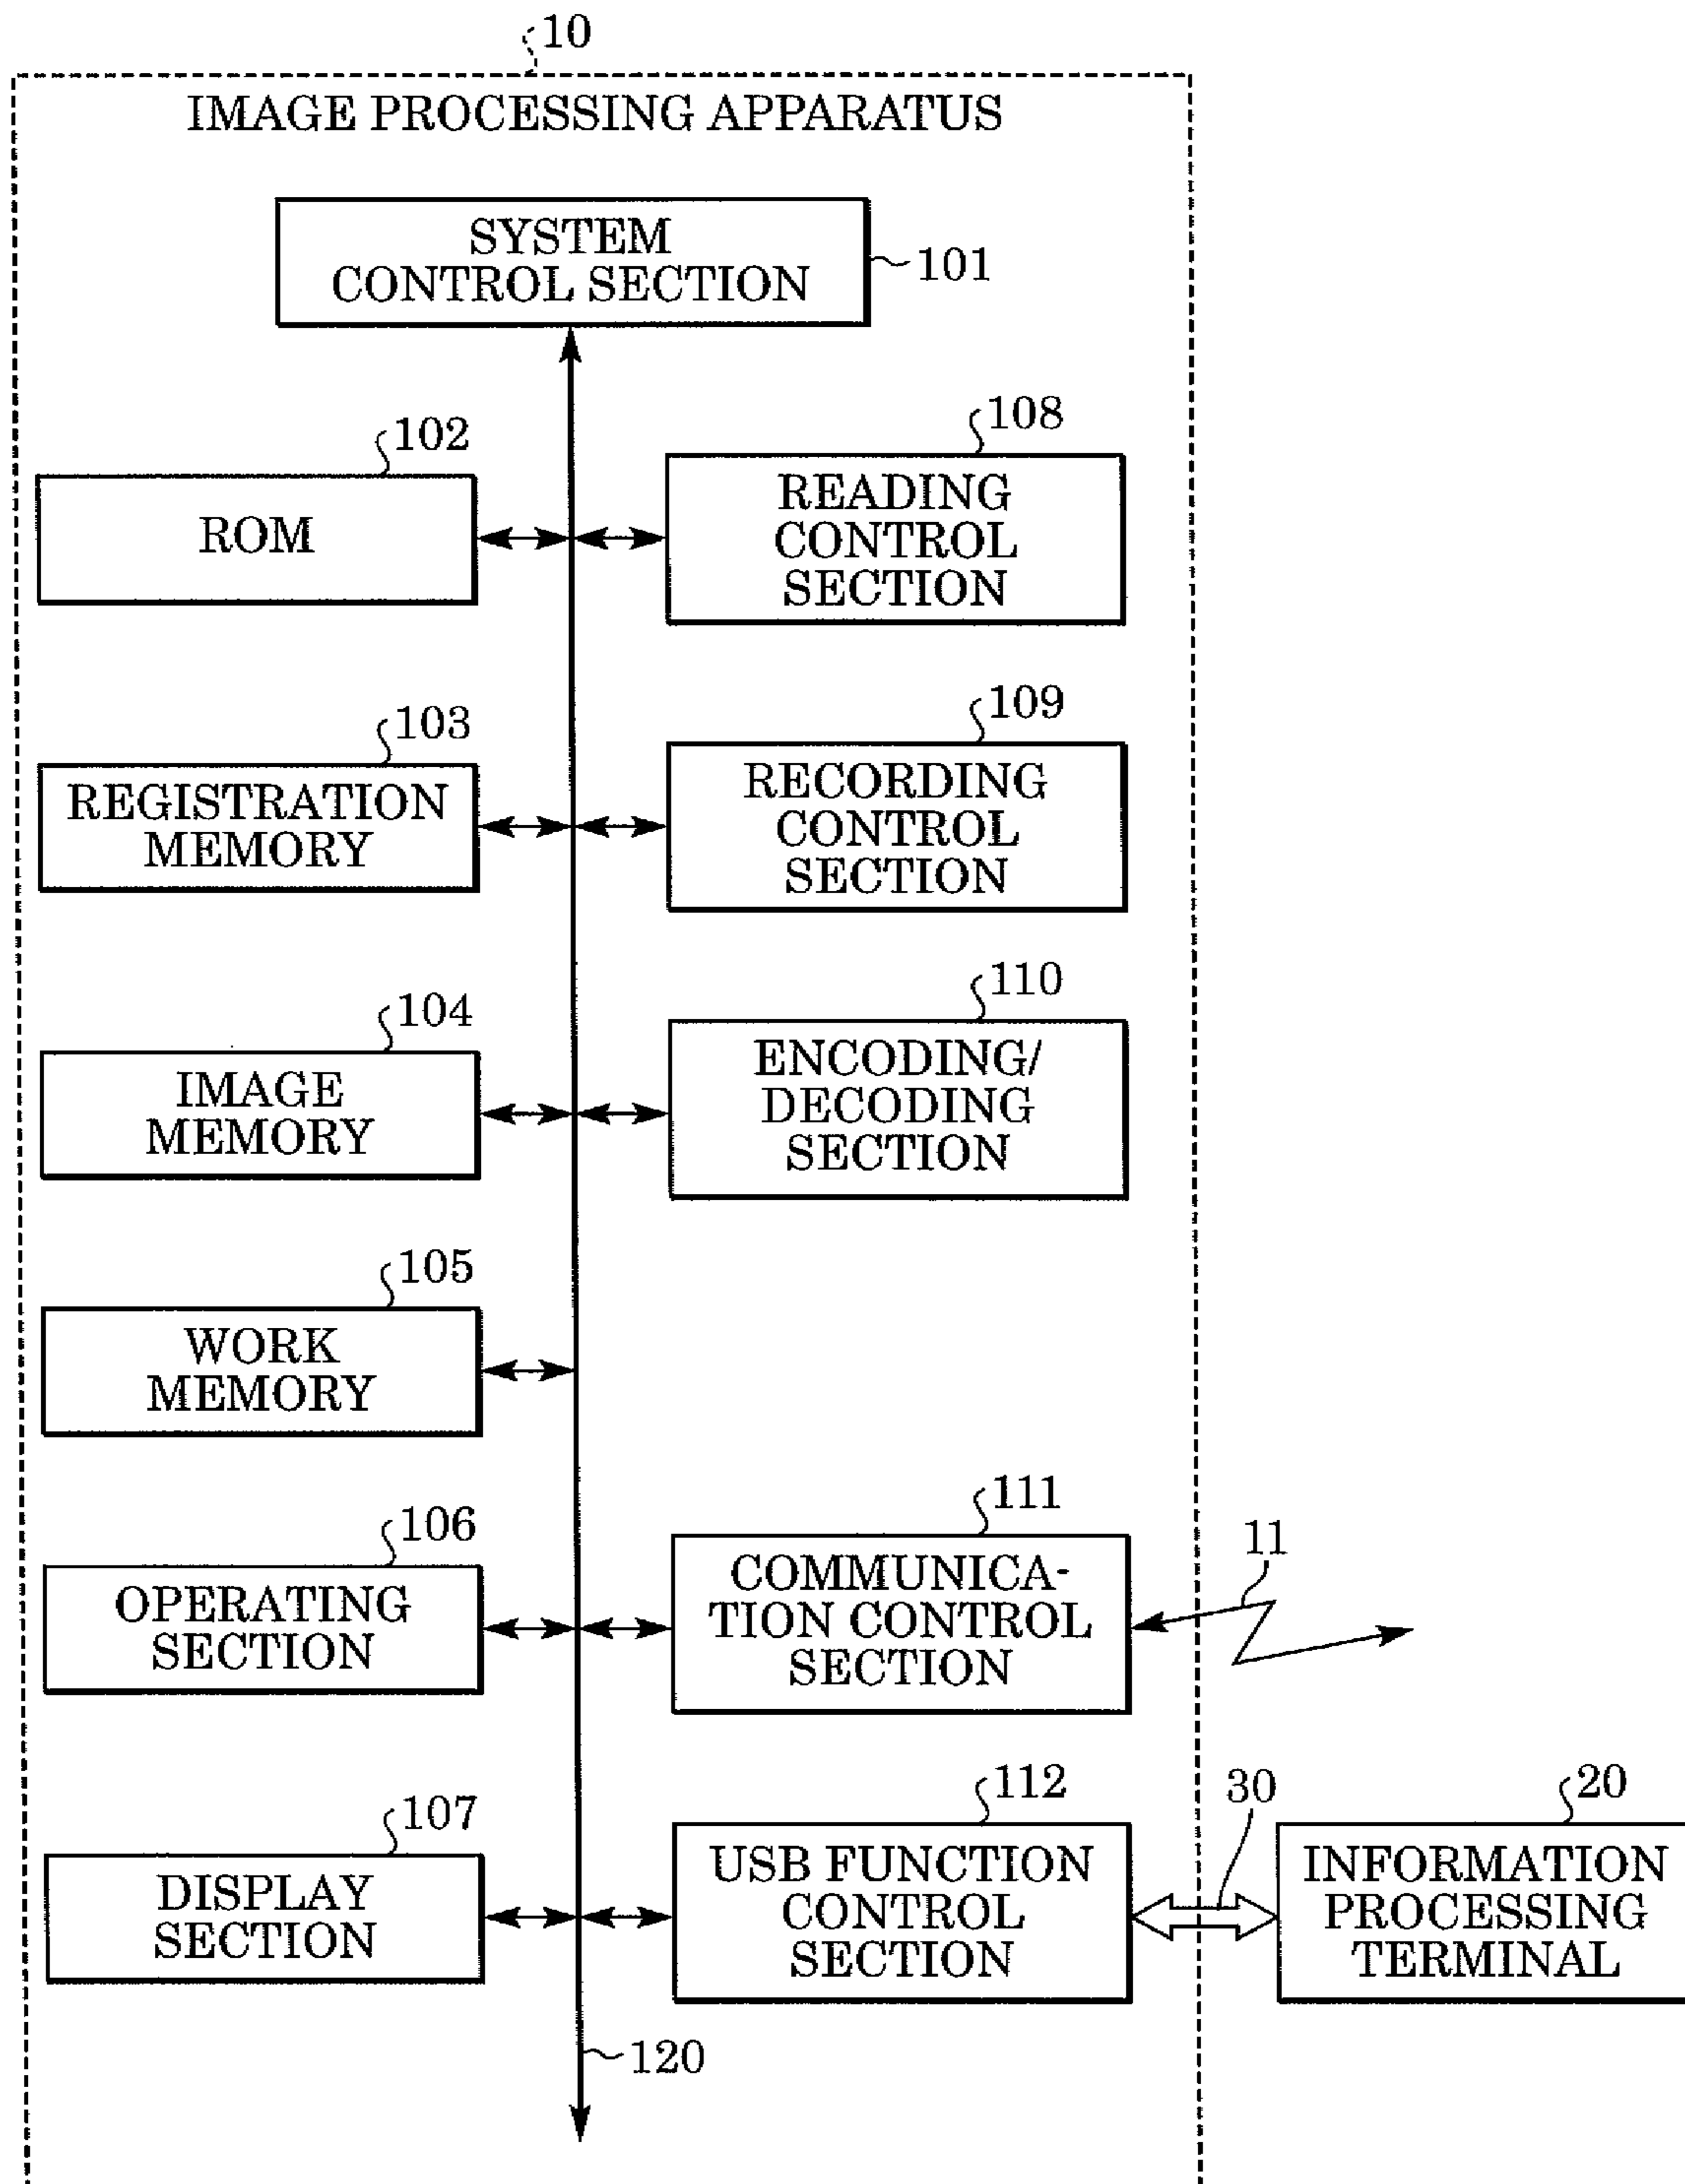 10
IMAGE PROCESSING APPARATUS
SYSTEM
CONTROL SECTION
101
102
ROM
108
READING
CONTROL
SECTION
103
REGISTRATION
MEMORY
109
RECORDING
CONTROL
SECTION
104
IMAGE
MEMORY
110
ENCODING/
DECODING
SECTION
105
WORK
MEMORY
106
OPERATING
SECTION
111
COMMUNICA-
TION CONTROL
SECTION
11
107
DISPLAY
SECTION
112
USB FUNCTION
CONTROL
SECTION
30
20
INFORMATION
PROCESSING
TERMINAL
120